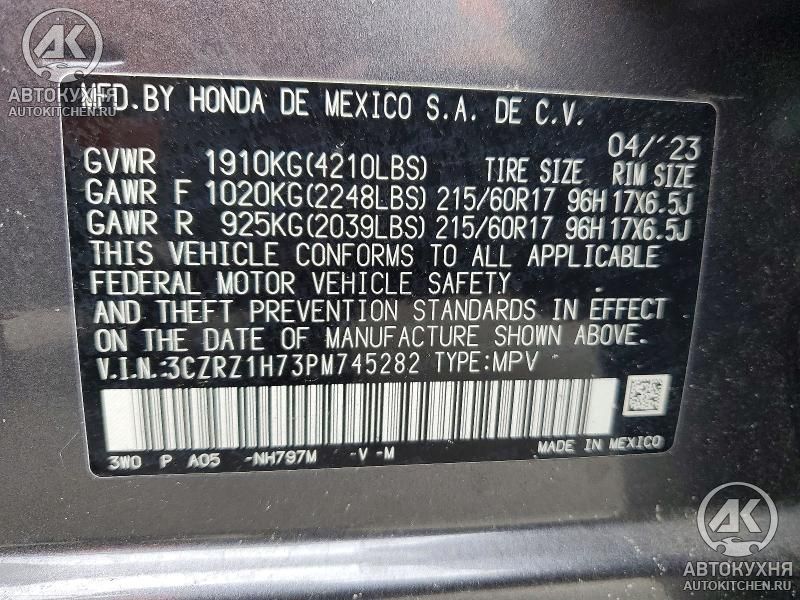 АК
АВТОКУХНЯ
AUTOKITCHEN.RU
MFD.BY HONDA DE MEXICO S.A. DE C.V.
04/'23
GVWR 1910KG(4210LBS) TIRE SIZE RIM SIZE
GAWR F 1020KG(2248LBS) 215/60R17 96H 17X6.5J
GAWR R 925KG(2039LBS) 215/60R17 96H 17X6.5J
THIS VEHICLE CONFORMS TO ALL APPLICABLE
FEDERAL MOTOR VEHICLE SAFETY
AND THEFT PREVENTION STANDARDS IN EFFECT
ON THE DATE OF MANUFACTURE SHOWN ABOVE.
V.I.N.:3CZRZ1H73PM745282 TYPE:MPV
3W0 P A05 -NH797M -V -M MADE IN MEXICO
АК
АВТОКУХНЯ
AUTOKITCHEN.RU